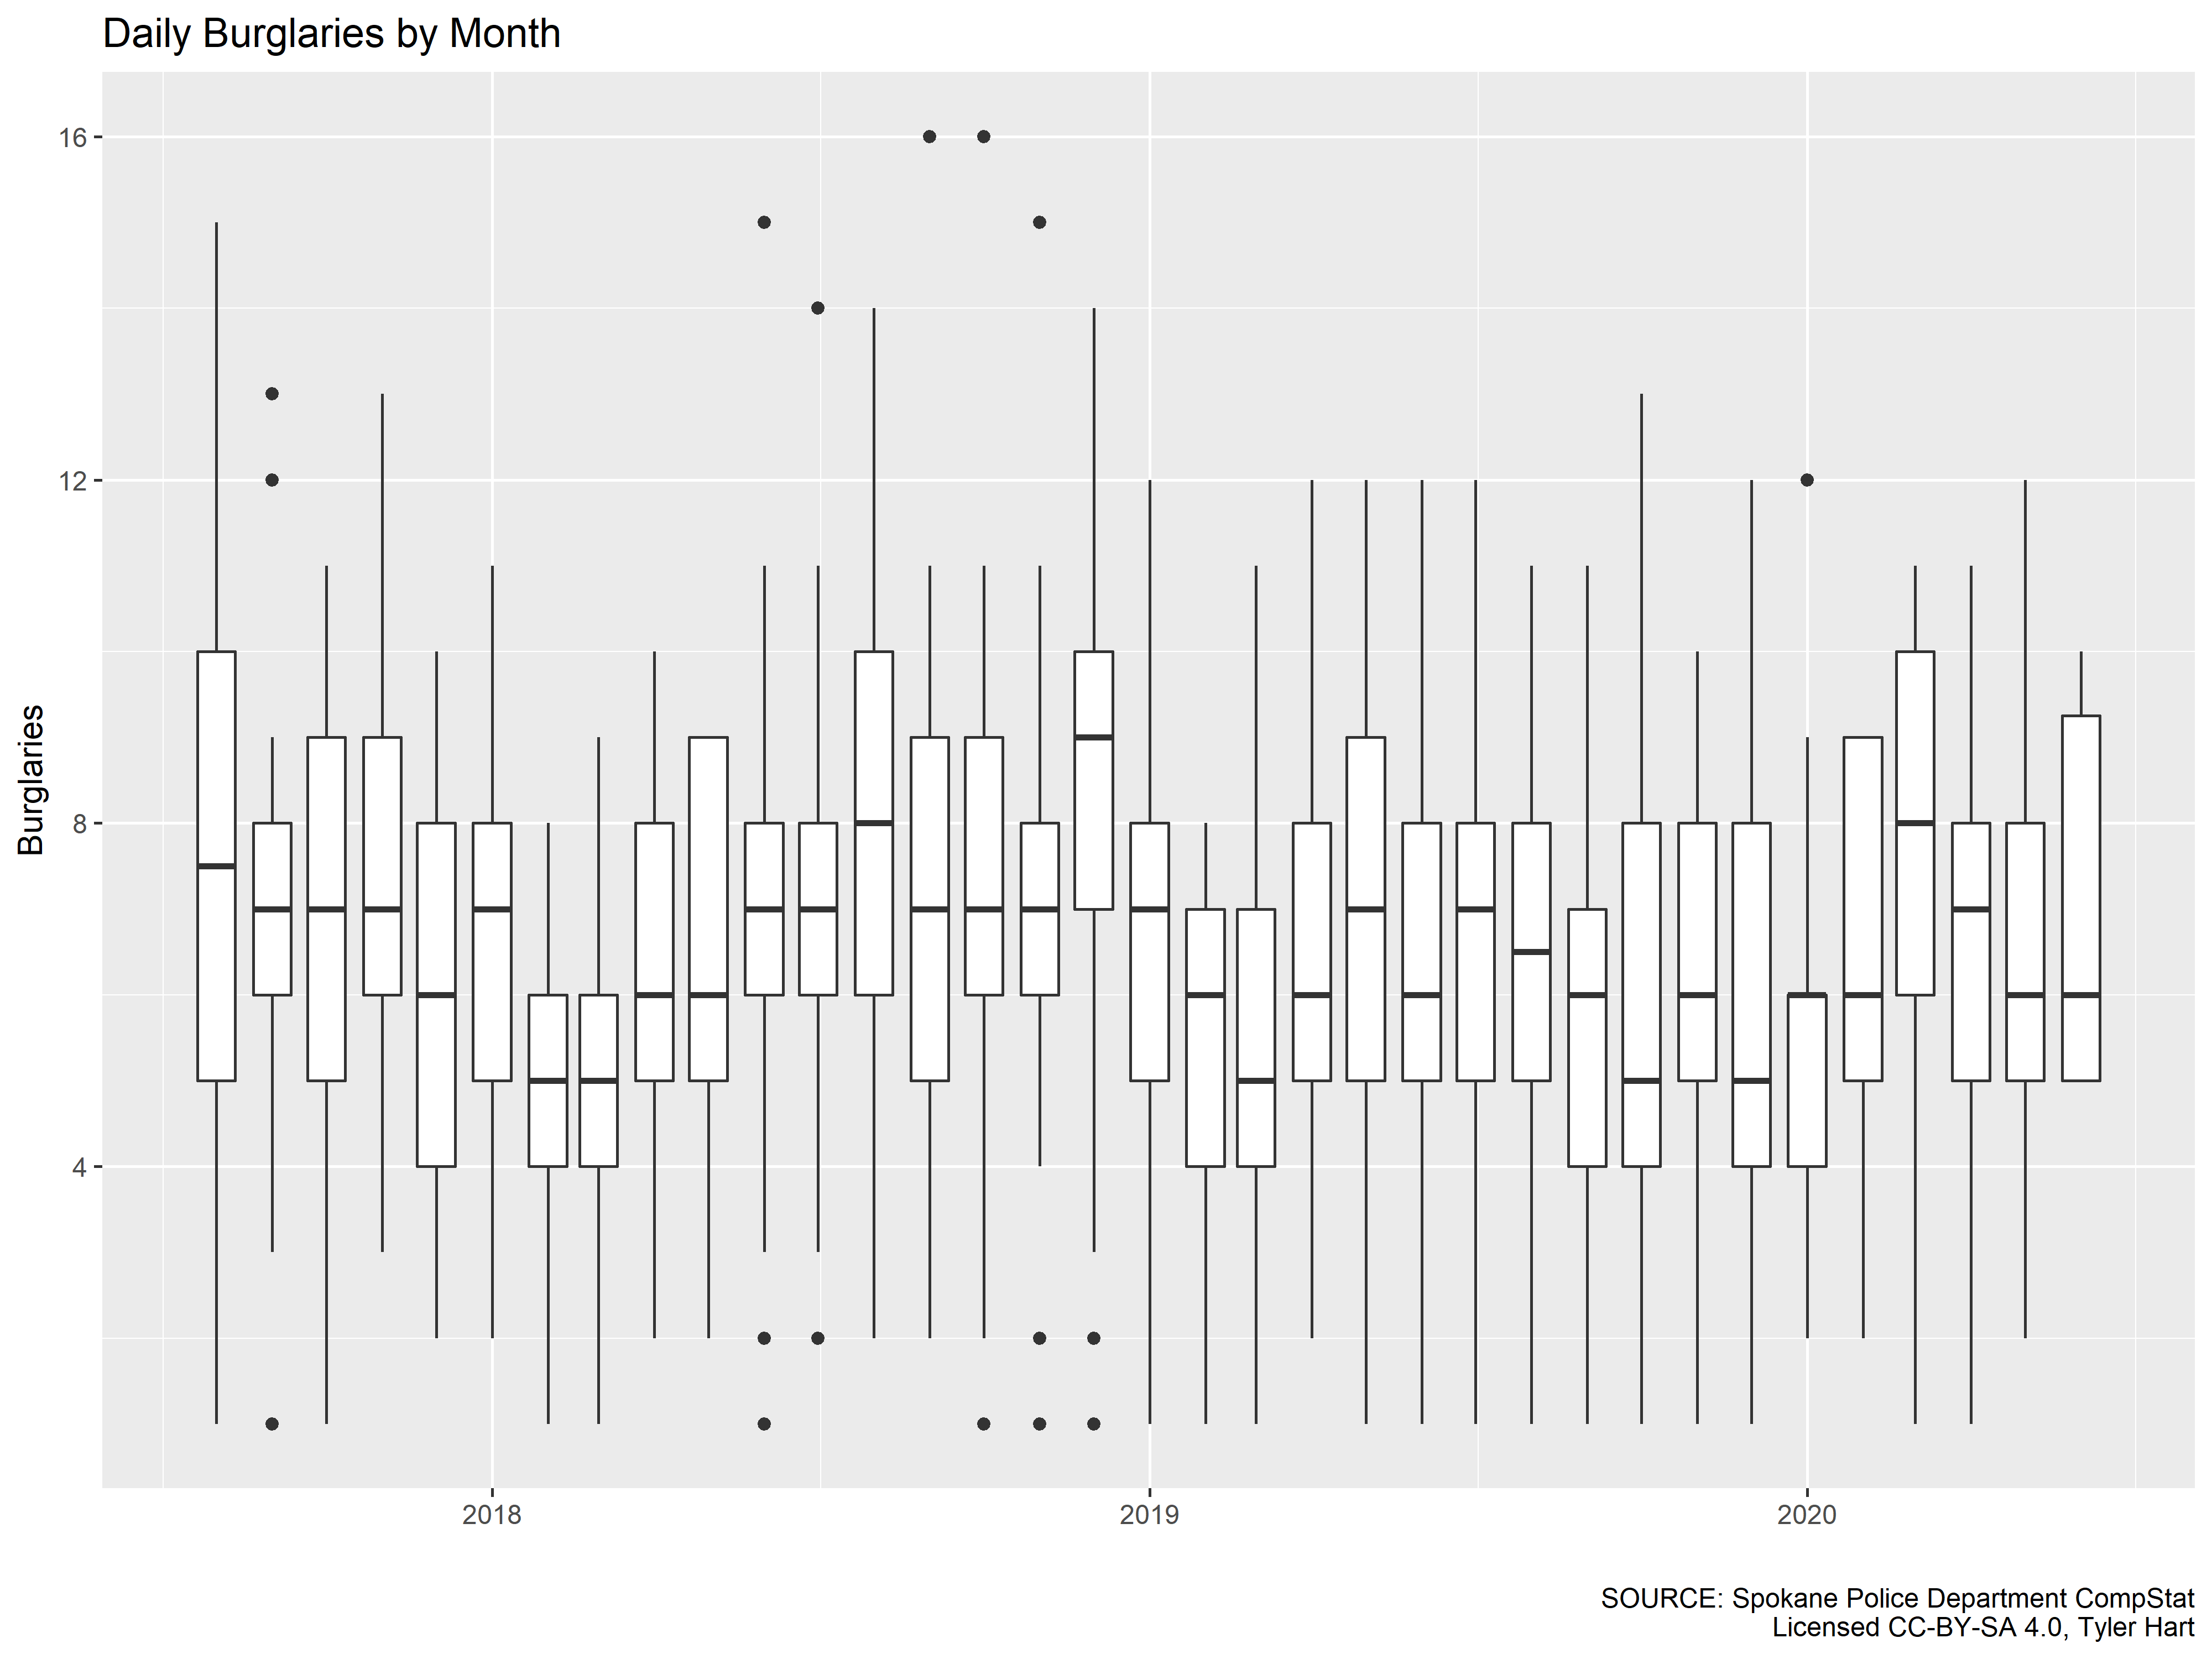 Daily Burglaries by Month
16
12
8
4
Burglaries
2018 2019 2020
SOURCE: Spokane Police Department CompStat
Licensed CC-BY-SA 4.0, Tyler Hart